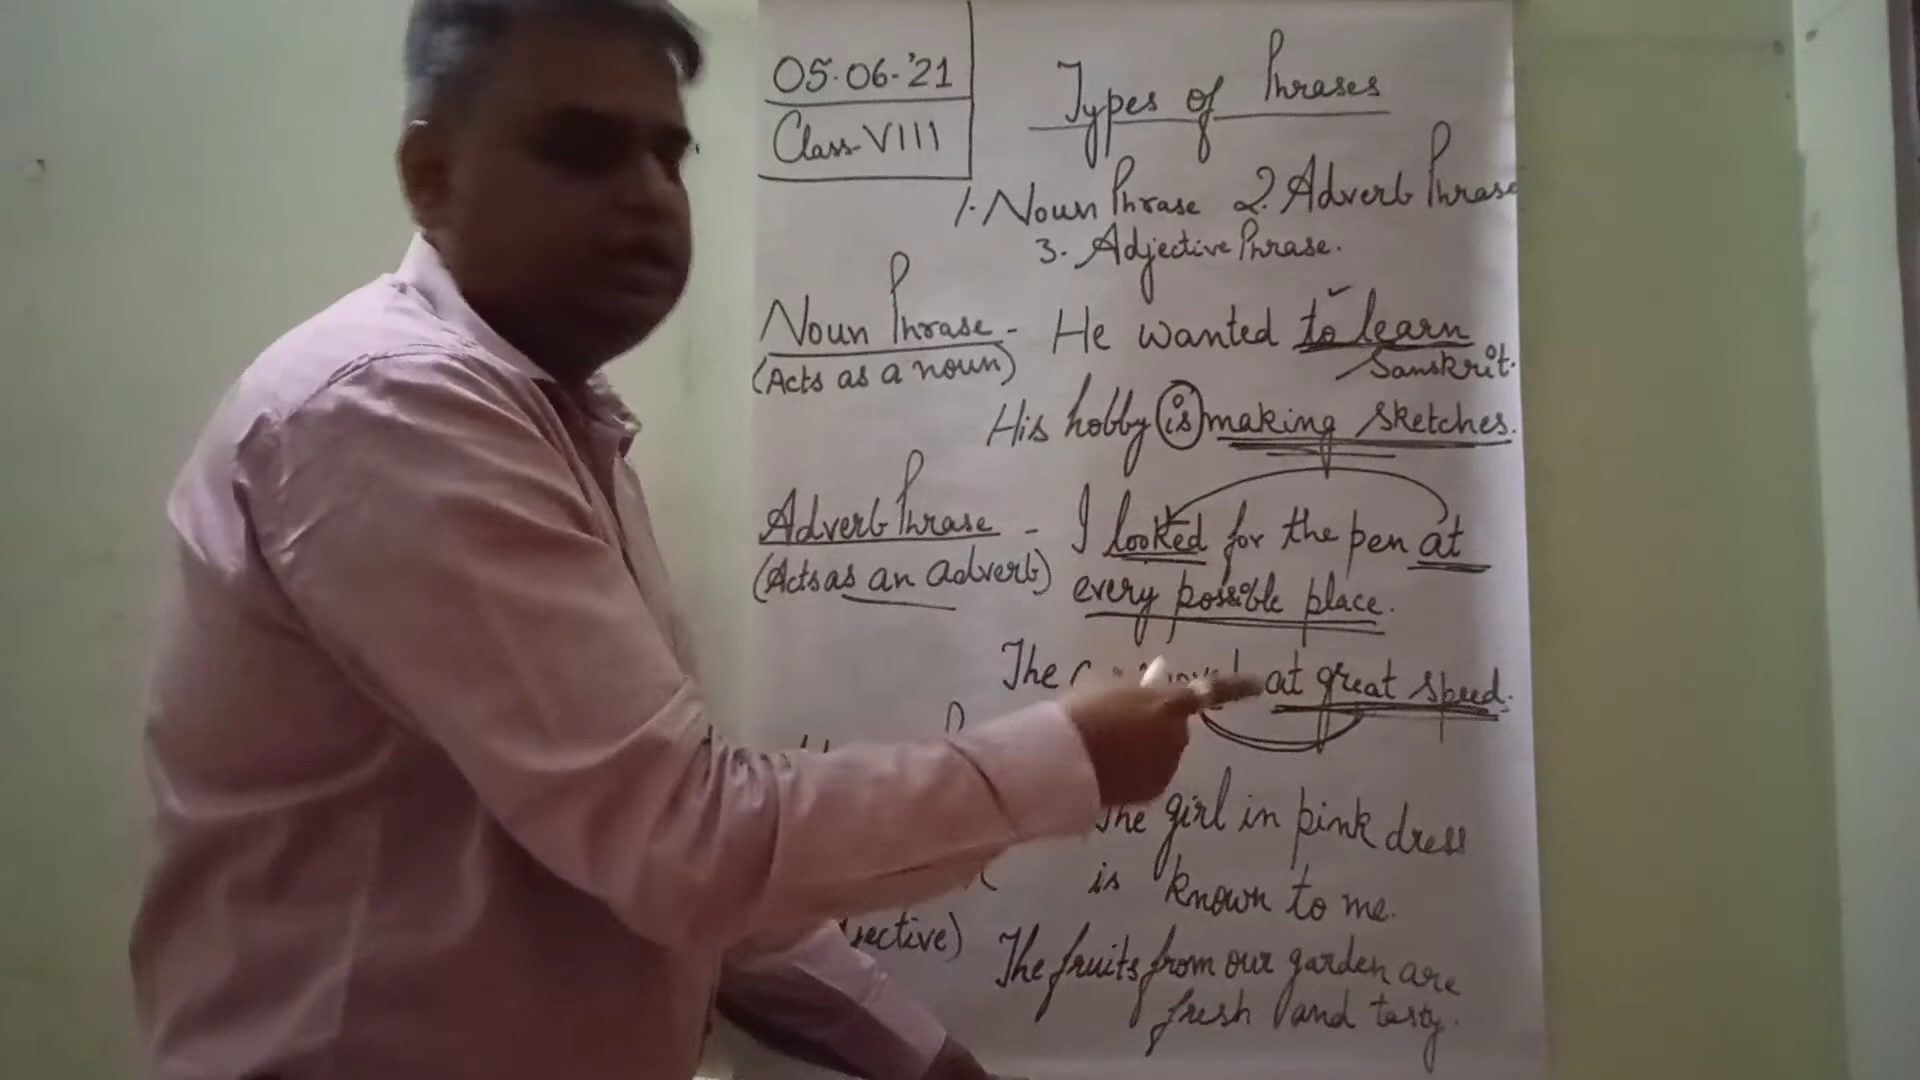 05.06-'21
Class-VIII
Types of Phrases
1. Noun Phrase 2. Adverb Phrase
3. Adjective Phrase.
Noun Phrase - He wanted to learn
(Acts as a noun) Sanskrit.
His hobby is making sketches.
Adverb Phrase - I looked for the pen at
(Acts as an adverb) every possible place.
The at great speed.
The girl in pink dress
is known to me.
The fruits from our garden are
fresh and tasty.